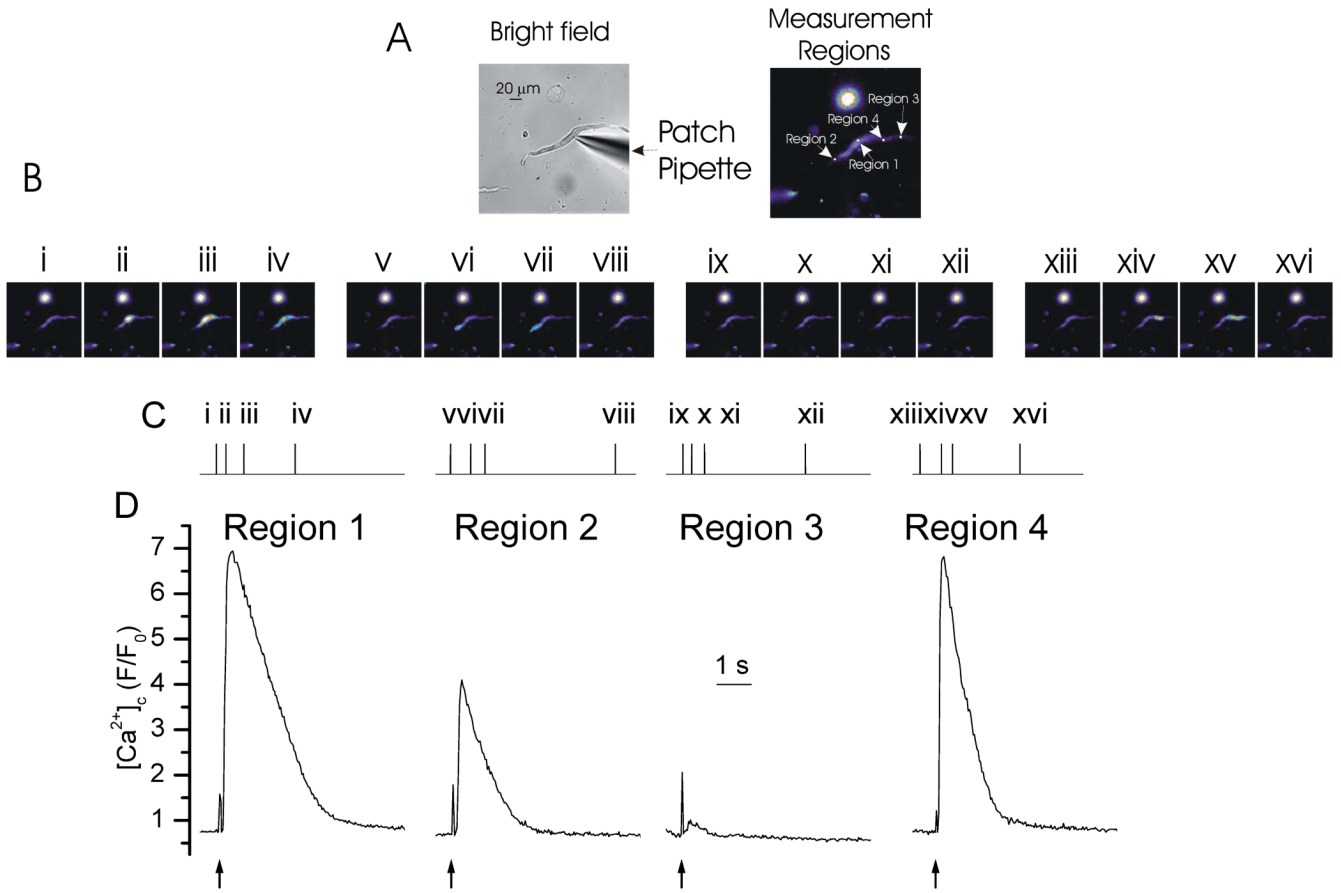 A
Bright field
20 μm
Patch
Pipette
Measurement
Regions
Region 3
Region 4
Region 2
Region 1
B
i ii iii iv v vi vii viii ix x xi xii xiii xiv xv xvi
C
i ii iii iv vvivii viii ix x xi xii xiiixivxv xvi
D
Region 1 Region 2 Region 3 Region 4
[Ca2+]c (F/F0)
7
6
5
4
3
2
1
1 s